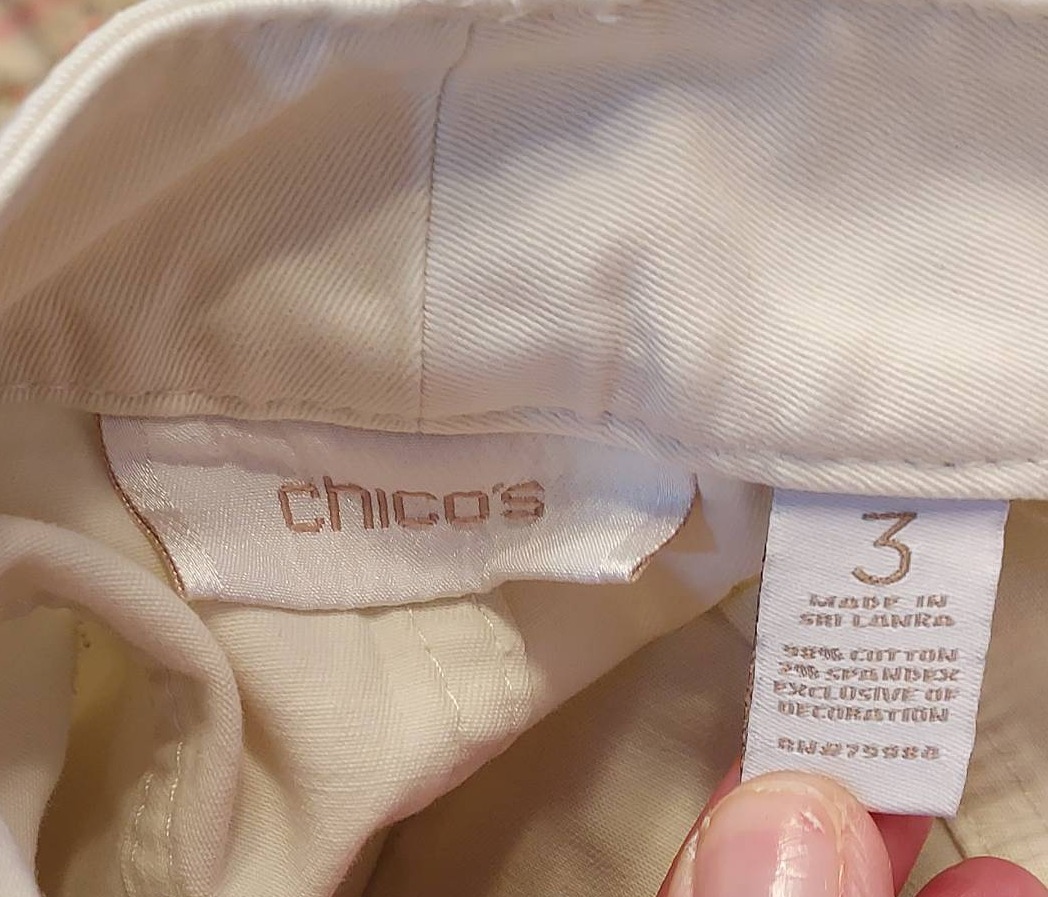 chico's
3
MADE IN
SRI LANKA
98% COTTON
2% SPANDEX
EXCLUSIVE OF
DECORATION